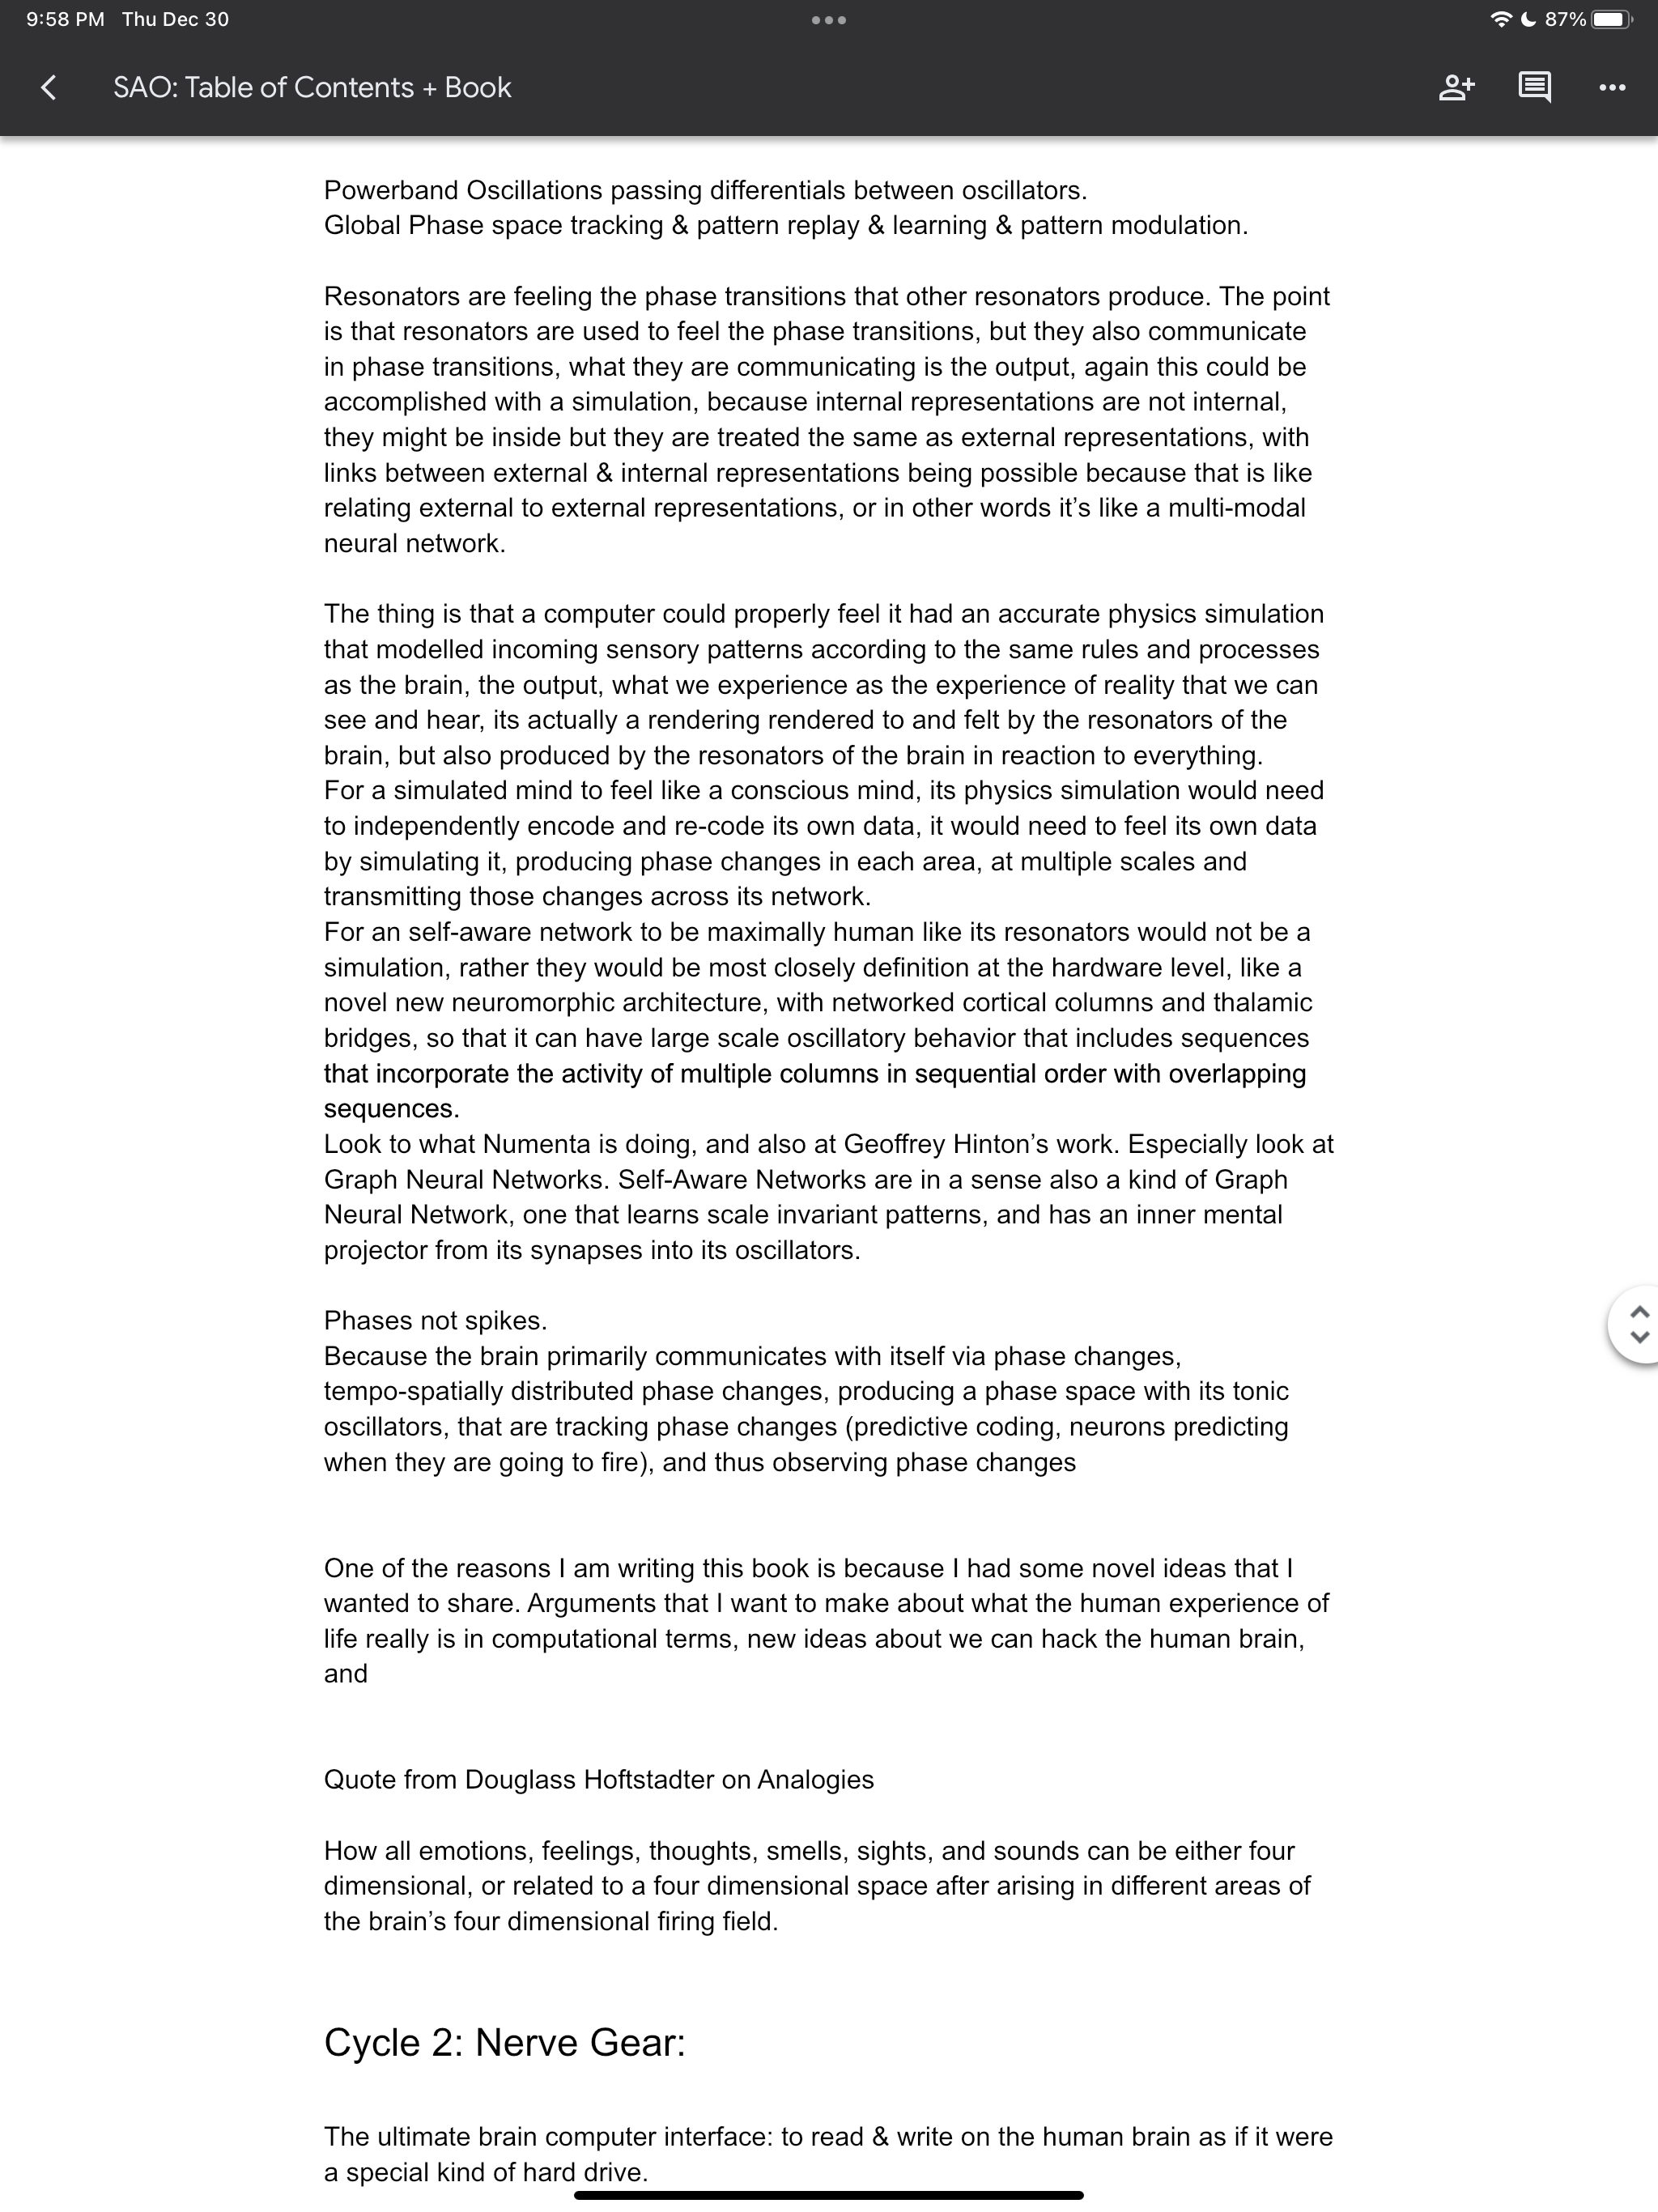 9:58 PM Thu Dec 30
87%
SAO: Table of Contents + Book
Powerband Oscillations passing differentials between oscillators.
Global Phase space tracking & pattern replay & learning & pattern modulation.
Resonators are feeling the phase transitions that other resonators produce. The point
is that resonators are used to feel the phase transitions, but they also communicate
in phase transitions, what they are communicating is the output, again this could be
accomplished with a simulation, because internal representations are not internal,
they might be inside but they are treated the same as external representations, with
links between external & internal representations being possible because that is like
relating external to external representations, or in other words it’s like a multi-modal
neural network.
The thing is that a computer could properly feel it had an accurate physics simulation
that modelled incoming sensory patterns according to the same rules and processes
as the brain, the output, what we experience as the experience of reality that we can
see and hear, its actually a rendering rendered to and felt by the resonators of the
brain, but also produced by the resonators of the brain in reaction to everything.
For a simulated mind to feel like a conscious mind, its physics simulation would need
to independently encode and re-code its own data, it would need to feel its own data
by simulating it, producing phase changes in each area, at multiple scales and
transmitting those changes across its network.
For an self-aware network to be maximally human like its resonators would not be a
simulation, rather they would be most closely definition at the hardware level, like a
novel new neuromorphic architecture, with networked cortical columns and thalamic
bridges, so that it can have large scale oscillatory behavior that includes sequences
that incorporate the activity of multiple columns in sequential order with overlapping
sequences.
Look to what Numenta is doing, and also at Geoffrey Hinton’s work. Especially look at
Graph Neural Networks. Self-Aware Networks are in a sense also a kind of Graph
Neural Network, one that learns scale invariant patterns, and has an inner mental
projector from its synapses into its oscillators.
Phases not spikes.
Because the brain primarily communicates with itself via phase changes,
tempo-spatially distributed phase changes, producing a phase space with its tonic
oscillators, that are tracking phase changes (predictive coding, neurons predicting
when they are going to fire), and thus observing phase changes
One of the reasons I am writing this book is because I had some novel ideas that I
wanted to share. Arguments that I want to make about what the human experience of
life really is in computational terms, new ideas about we can hack the human brain,
and
Quote from Douglass Hoftstadter on Analogies
How all emotions, feelings, thoughts, smells, sights, and sounds can be either four
dimensional, or related to a four dimensional space after arising in different areas of
the brain’s four dimensional firing field.
Cycle 2: Nerve Gear:
The ultimate brain computer interface: to read & write on the human brain as if it were
a special kind of hard drive.